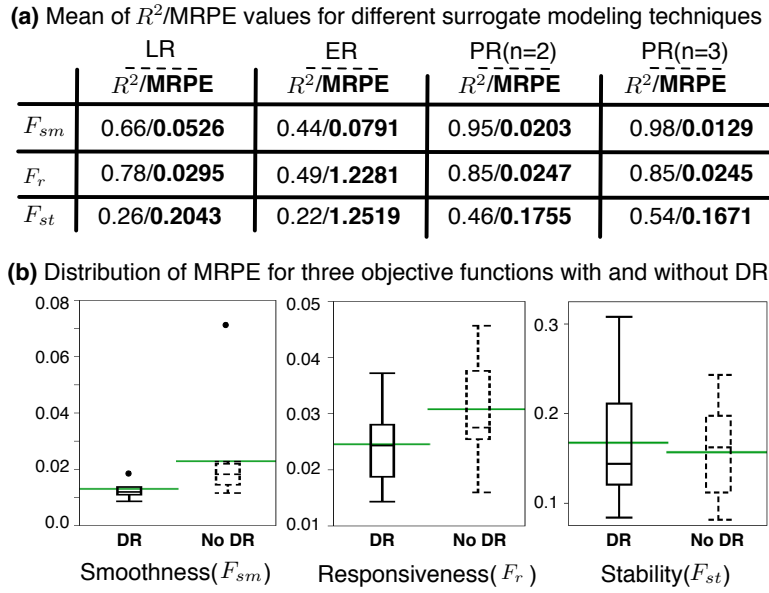 (a) Mean of R²/MRPE values for different surrogate modeling techniques
LR ER PR(n=2) PR(n=3)
R²/MRPE R²/MRPE R²/MRPE R²/MRPE
F_sm 0.66/0.0526 0.44/0.0791 0.95/0.0203 0.98/0.0129
F_r 0.78/0.0295 0.49/1.2281 0.85/0.0247 0.85/0.0245
F_st 0.26/0.2043 0.22/1.2519 0.46/0.1755 0.54/0.1671
(b) Distribution of MRPE for three objective functions with and without DR
0.08
0.06
0.04
0.02
0.0
DR No DR
Smoothness(F_sm)
0.05
0.04
0.03
0.02
0.01
DR No DR
Responsiveness(F_r)
0.3
0.2
0.1
DR No DR
Stability(F_st)